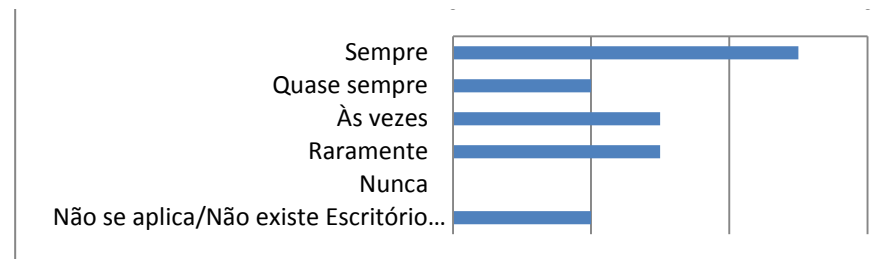 Sempre
Quase sempre
Às vezes
Raramente
Nunca
Não se aplica/Não existe Escritório…